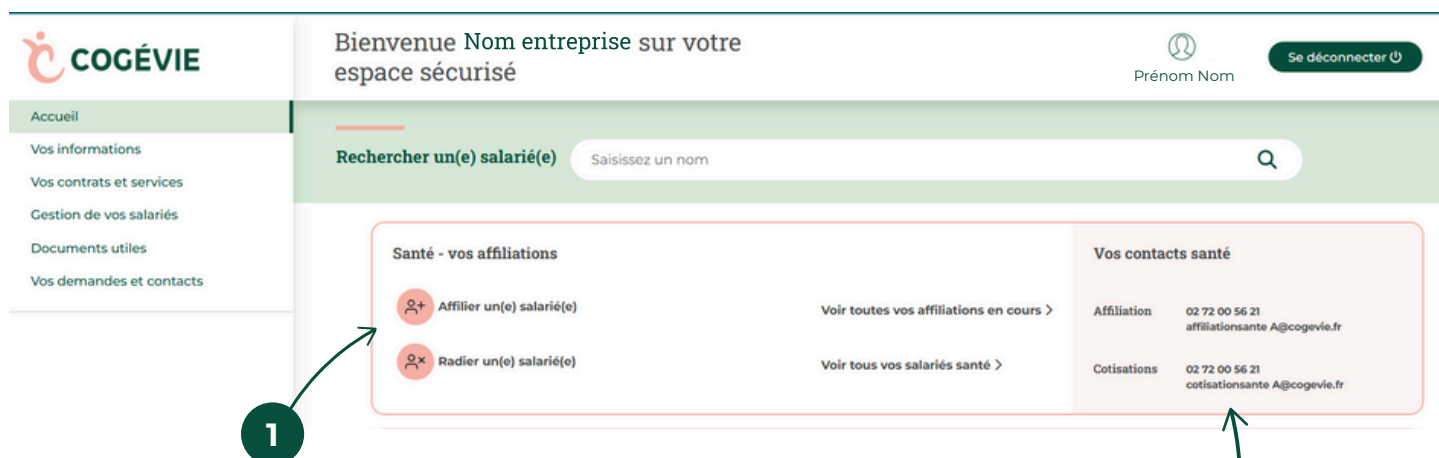 COGÉVIE
Bienvenue Nom entreprise sur votre
espace sécurisé
Prénom Nom
Se déconnecter
Accueil
Vos informations
Vos contrats et services
Gestion de vos salariés
Documents utiles
Vos demandes et contacts
Rechercher un(e) salarié(e)
Saisissez un nom
Santé - vos affiliations
Affilier un(e) salarié(e)
Voir toutes vos affiliations en cours >
Radier un(e) salarié(e)
Voir tous vos salariés santé >
Vos contacts santé
Affiliation
02 72 00 56 21
affiliationsante A@cogevie.fr
Cotisations
02 72 00 56 21
cotisationsante A@cogevie.fr
1